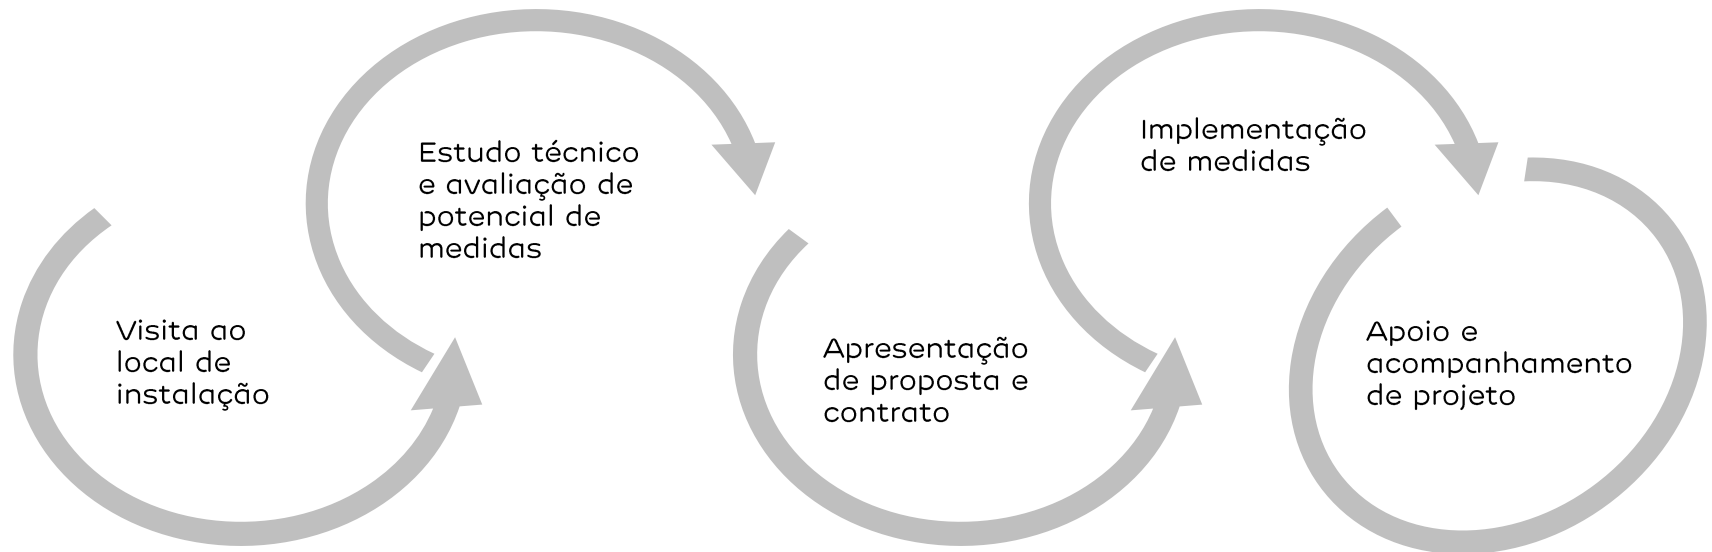 Visita ao
local de
instalação
Estudo técnico
e avaliação de
potencial de
medidas
Apresentação
de proposta e
contrato
Implementação
de medidas
Apoio e
acompanhamento
de projeto